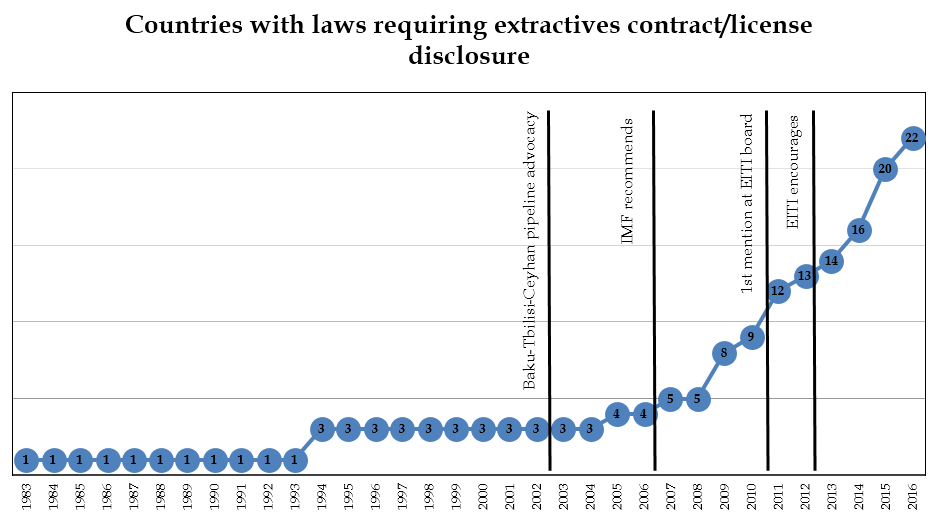 Countries with laws requiring extractives contract/license
disclosure
Baku-Tbilisi-Ceyhan pipeline advocacy
IMF recommends
1st mention at EITI board
EITI encourages
1 1 1 1 1 1 1 1 1 1 1 3 3 3 3 3 3 3 3 3 3 3 4 4 5 5 8 9 12 13 14 16 20 22
1983 1984 1985 1986 1987 1988 1989 1990 1991 1992 1993 1994 1995 1996 1997 1998 1999 2000 2001 2002 2003 2004 2005 2006 2007 2008 2009 2010 2011 2012 2013 2014 2015 2016